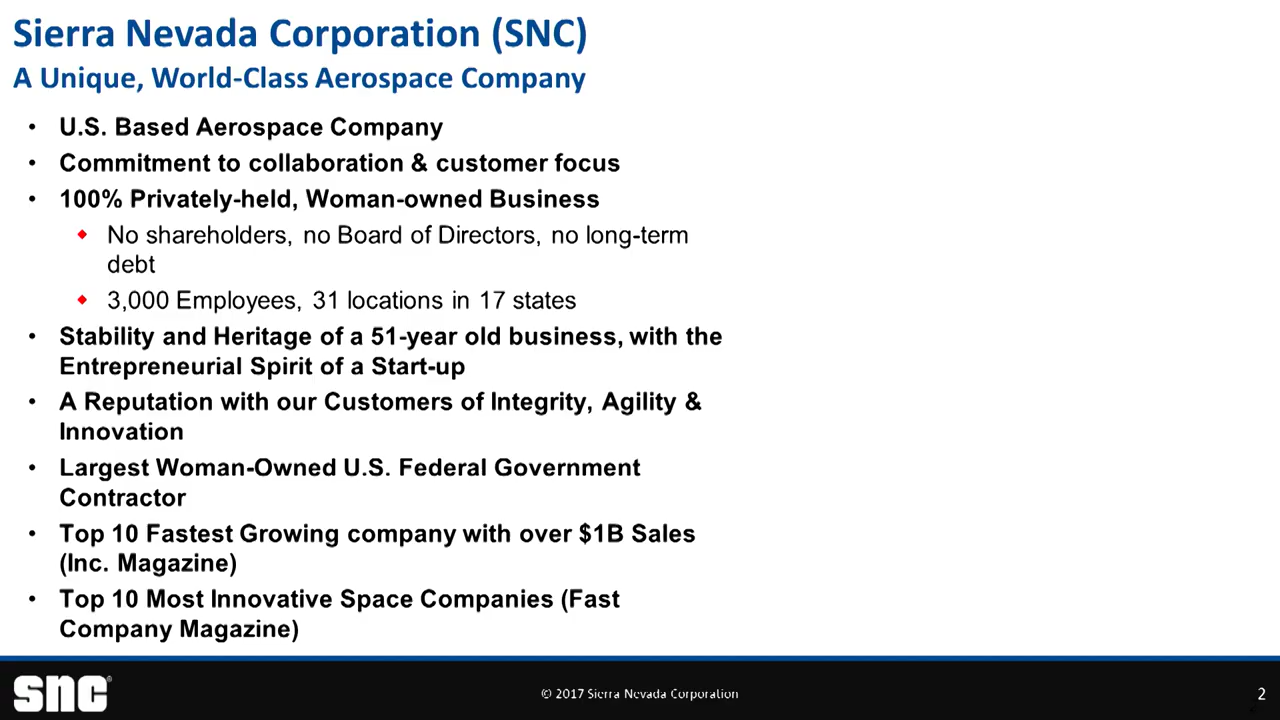 Sierra Nevada Corporation (SNC)
A Unique, World-Class Aerospace Company
• U.S. Based Aerospace Company
• Commitment to collaboration & customer focus
• 100% Privately-held, Woman-owned Business
◆ No shareholders, no Board of Directors, no long-term
debt
◆ 3,000 Employees, 31 locations in 17 states
• Stability and Heritage of a 51-year old business, with the
Entrepreneurial Spirit of a Start-up
• A Reputation with our Customers of Integrity, Agility &
Innovation
• Largest Woman-Owned U.S. Federal Government
Contractor
• Top 10 Fastest Growing company with over $1B Sales
(Inc. Magazine)
• Top 10 Most Innovative Space Companies (Fast
Company Magazine)
snc®
© 2017 Sierra Nevada Corporation
2